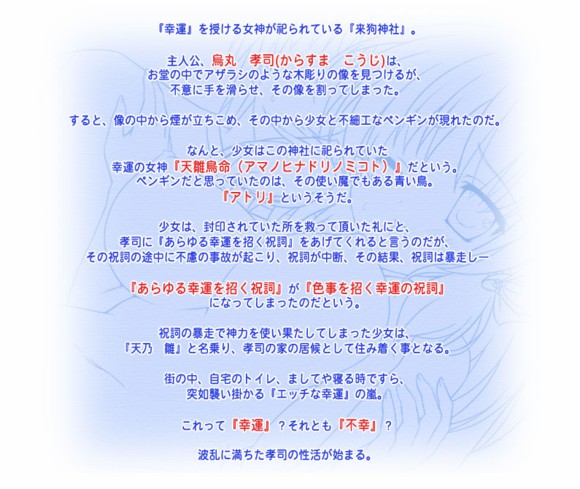 『幸運』を授ける女神が祀られている『来狗神社』。
主人公、烏丸　孝司(からすま　こうじ)は、
お堂の中でアザラシのような木彫りの像を見つけるが、
不意に手を滑らせ、その像を割ってしまった。
すると、像の中から煙が立ちこめ、その中から少女と不細工なペンギンが現れたのだ。
なんと、少女はこの神社に祀られていた
幸運の女神『天雛鳥命（アマノヒナドリノミコト）』だという。
ペンギンだと思っていたのは、その使い魔でもある青い鳥。
『アトリ』というそうだ。
少女は、封印されていた所を救って頂いた礼にと、
孝司に『あらゆる幸運を招く祝詞』をあげてくれると言うのだが、
その祝詞の途中に不慮の事故が起こり、祝詞が中断、その結果、祝詞は暴走し―
『あらゆる幸運を招く祝詞』が『色事を招く幸運の祝詞』
になってしまったのだという。
祝詞の暴走で神力を使い果たしてしまった少女は、
『天乃　雛』と名乗り、孝司の家の居候として住み着く事となる。
街の中、自宅のトイレ、ましてや寝る時ですら、
突如襲い掛かる『エッチな幸運』の嵐。
これって『幸運』？それとも『不幸』？
波乱に満ちた孝司の性活が始まる。